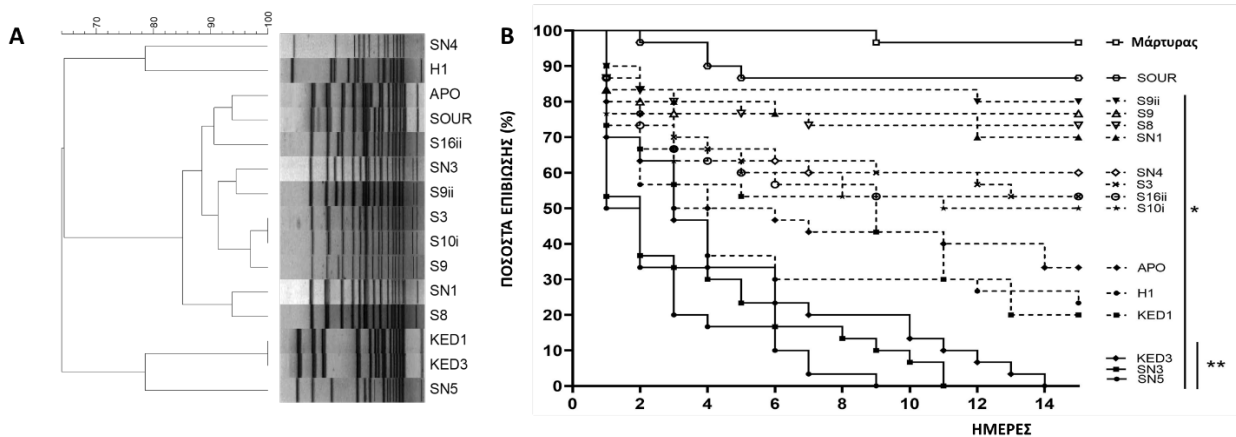 A
70
80
90
100
SN4
H1
APO
SOUR
S16ii
SN3
S9ii
S3
S10i
S9
SN1
S8
KED1
KED3
SN5
B
ΠΟΣΟΣΤΑ ΕΠΙΒΙΩΣΗΣ (%)
100
90
80
70
60
50
40
30
20
10
0
0 2 4 6 8 10 12 14
ΗΜΕΡΕΣ
Μάρτυρας
SOUR
S9ii
S9
S8
SN1
SN4
S3
S16ii
S10i
APO
H1
KED1
KED3
SN3
SN5
*
**